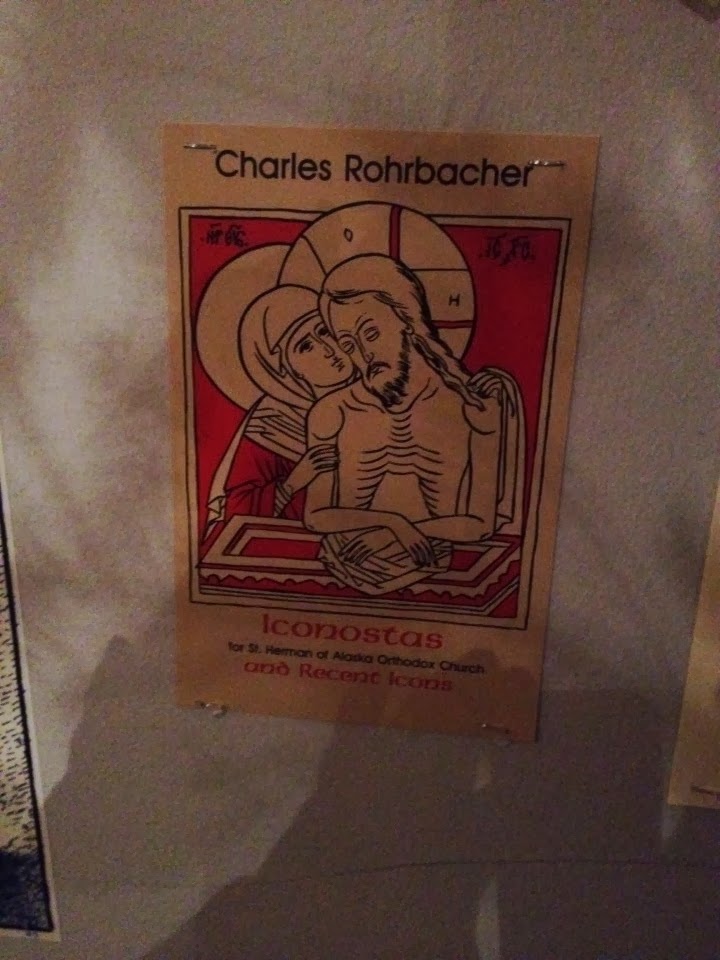 Charles Rohrbacher
О
Н
Iconostas
for St. Herman of Alaska Orthodox Church
and Recent Icons